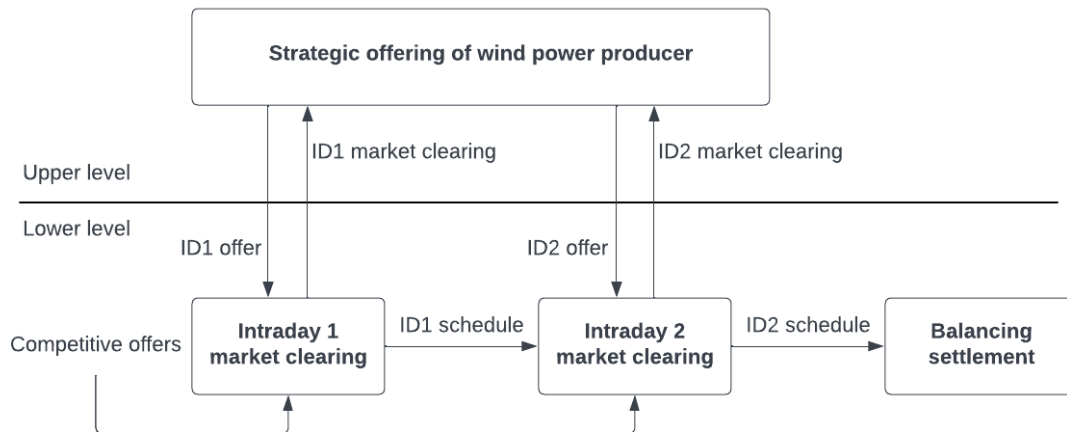 Strategic offering of wind power producer
ID1 market clearing
ID2 market clearing
Upper level
Lower level
ID1 offer
ID2 offer
Competitive offers
Intraday 1
market clearing
ID1 schedule
Intraday 2
market clearing
ID2 schedule
Balancing
settlement